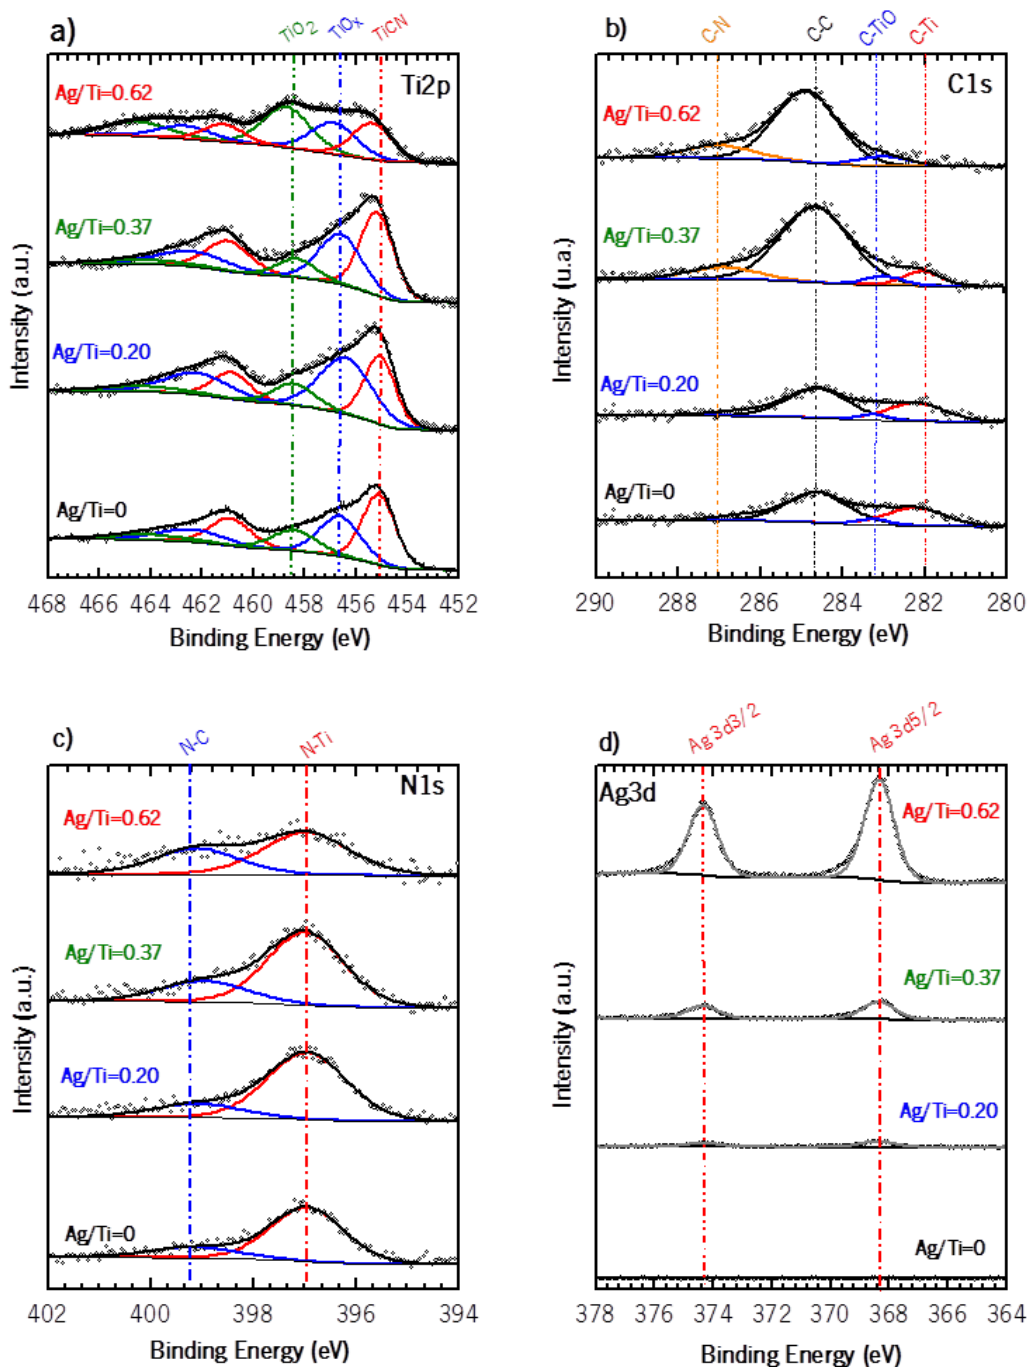 a)
TiO2
TiOx
TiCN
Ti2p
Ag/Ti=0.62
Ag/Ti=0.37
Ag/Ti=0.20
Ag/Ti=0
Intensity (a.u.)
468 466 464 462 460 458 456 454 452
Binding Energy (eV)
b)
C-N
C-C
C-TiO
C-Ti
C1s
Ag/Ti=0.62
Ag/Ti=0.37
Ag/Ti=0.20
Ag/Ti=0
Intensity (u.a.)
290 288 286 284 282 280
Binding Energy (eV)
c)
N-C
N-Ti
N1s
Ag/Ti=0.62
Ag/Ti=0.37
Ag/Ti=0.20
Ag/Ti=0
Intensity (a.u.)
402 400 398 396 394
Binding Energy (eV)
d)
Ag3d3/2
Ag3d5/2
Ag3d
Ag/Ti=0.62
Ag/Ti=0.37
Ag/Ti=0.20
Ag/Ti=0
Intensity (a.u.)
378 376 374 372 370 368 366 364
Binding Energy (eV)